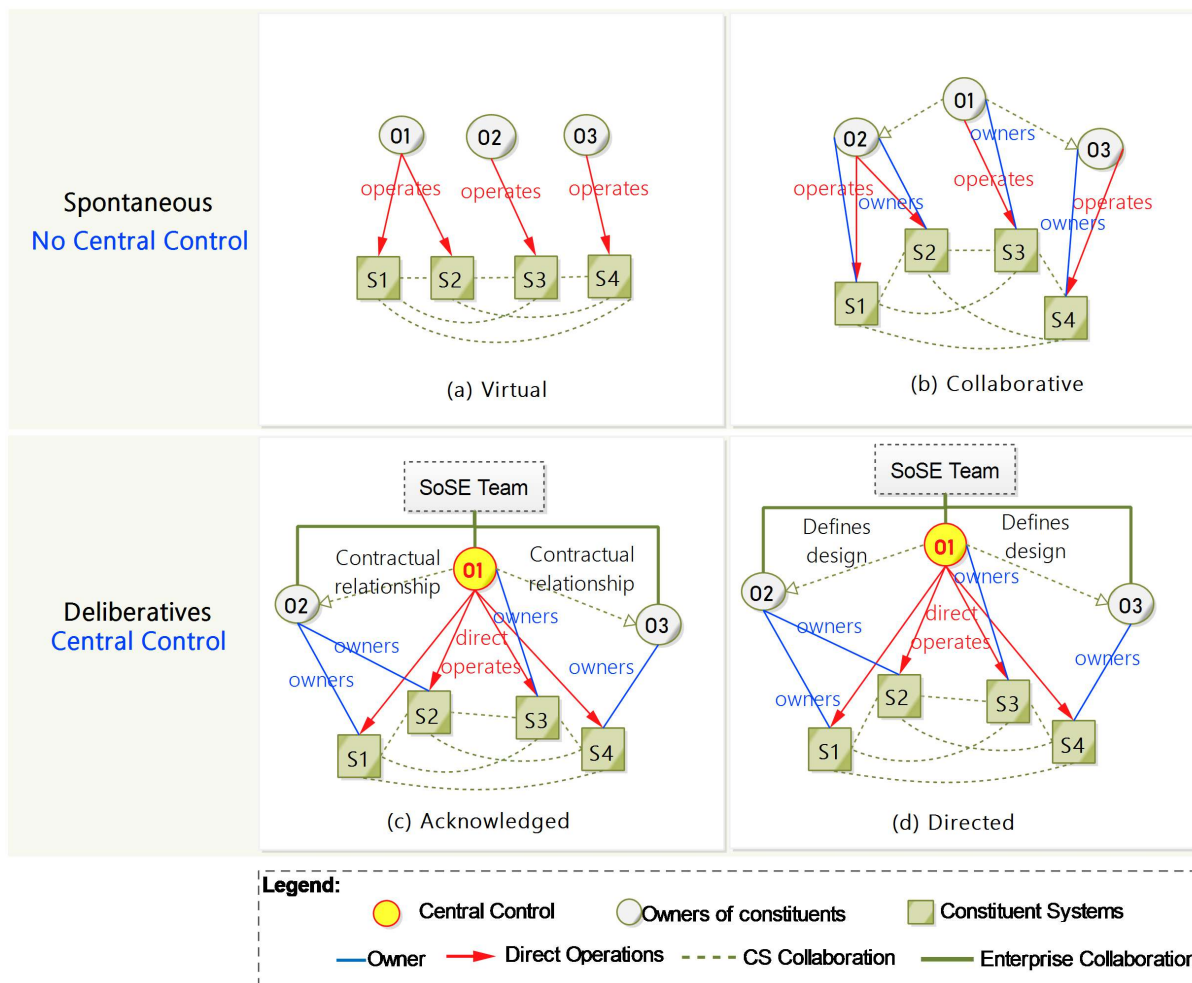 Spontaneous
No Central Control
O1
O2
O3
operates
operates
operates
S1
S2
S3
S4
(a) Virtual
O1
O2
O3
owners
operates
operates
operates
owners
owners
S2
S3
S1
S4
(b) Collaborative
Deliberatives
Central Control
SoSE Team
Contractual
relationship
Contractual
relationship
O1
O2
O3
owners
owners
direct
operates
owners
owners
S2
S3
S1
S4
(c) Acknowledged
SoSE Team
Defines
design
Defines
design
O1
O2
O3
owners
owners
direct
operates
owners
owners
S2
S3
S1
S4
(d) Directed
Legend:
Central Control
Owners of constituents
Constituent Systems
Owner
Direct Operations
CS Collaboration
Enterprise Collaboration